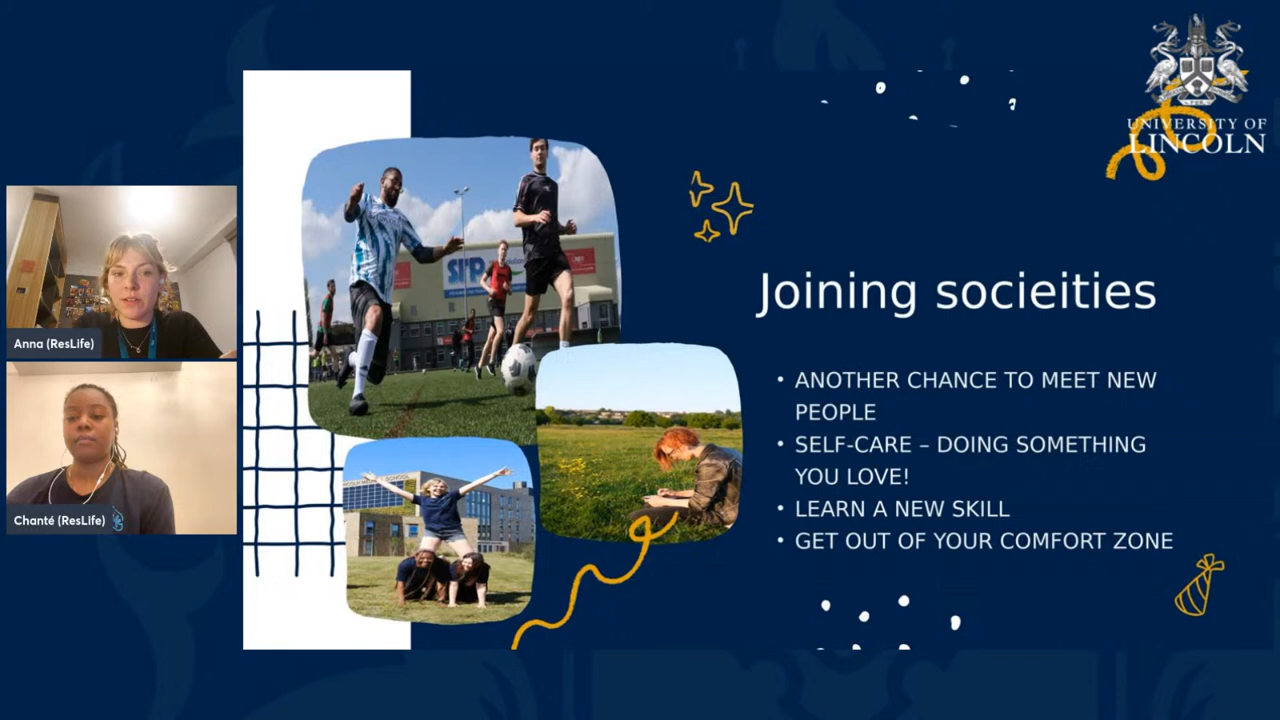 UNIVERSITY OF
LINCOLN
Anna (ResLife)
Chanté (ResLife)
Joining socieities
• ANOTHER CHANCE TO MEET NEW
PEOPLE
• SELF-CARE – DOING SOMETHING
YOU LOVE!
• LEARN A NEW SKILL
• GET OUT OF YOUR COMFORT ZONE